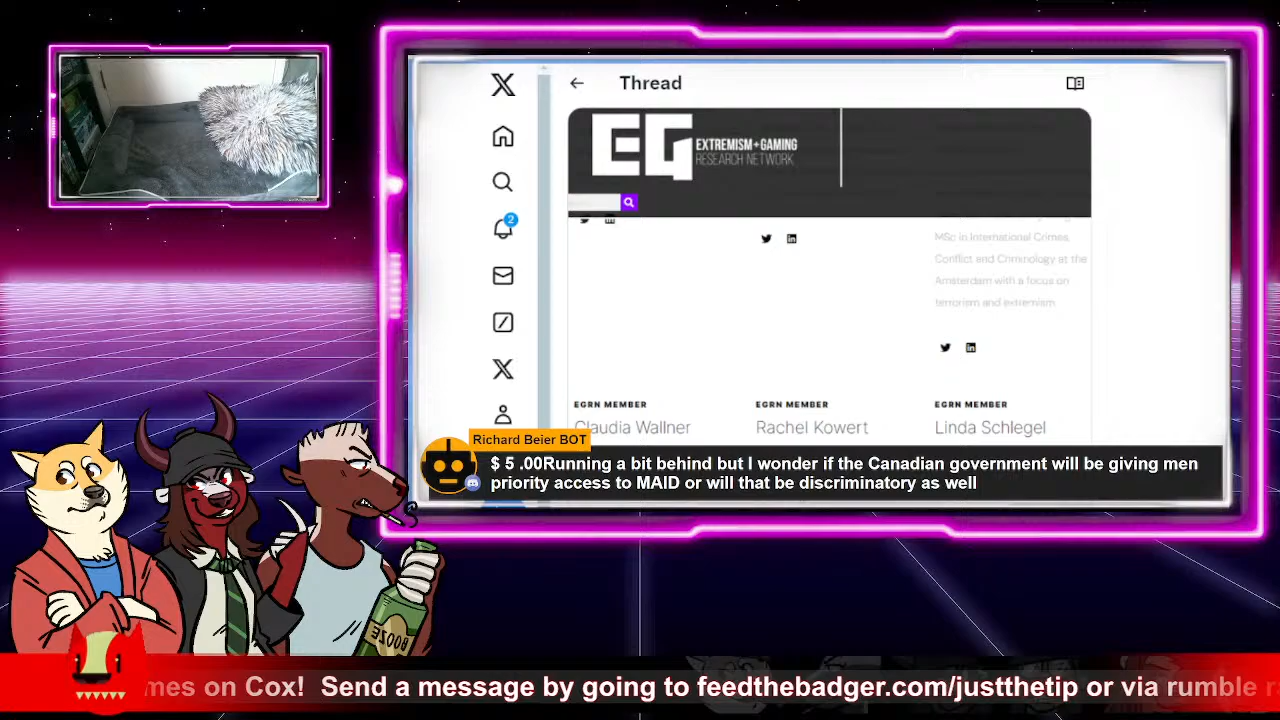 Thread
EG EXTREMISM+GAMING
RESEARCH NETWORK
2
MSc in International Crimes,
Conflict and Criminology at the
Amsterdam with a focus on
terrorism and extremism.
EGRN MEMBER EGRN MEMBER EGRN MEMBER
Claudia Wallner Rachel Kowert Linda Schlegel
Richard Beier BOT
$ 5 .00Running a bit behind but I wonder if the Canadian government will be giving men
priority access to MAID or will that be discriminatory as well
BOOZE
mes on Cox! Send a message by going to feedthebadger.com/justthetip or via rumble